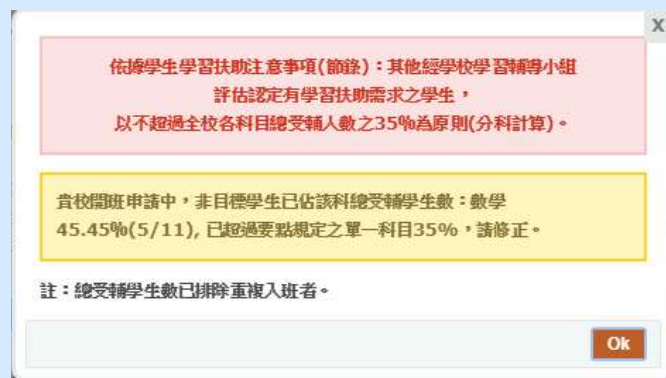 X
依據學生學習扶助注意事項(節錄)：其他經學校學習輔導小組
評估認定有學習扶助需求之學生，
以不超過全校各科目總受輔人數之35%為原則(分科計算)。
貴校開班申請中，非目標學生已佔該科總受輔學生數：數學
45.45%(5/11), 已超過要點規定之單一科目35%，請修正。
註：總受輔學生數已排除重複入班者。
Ok